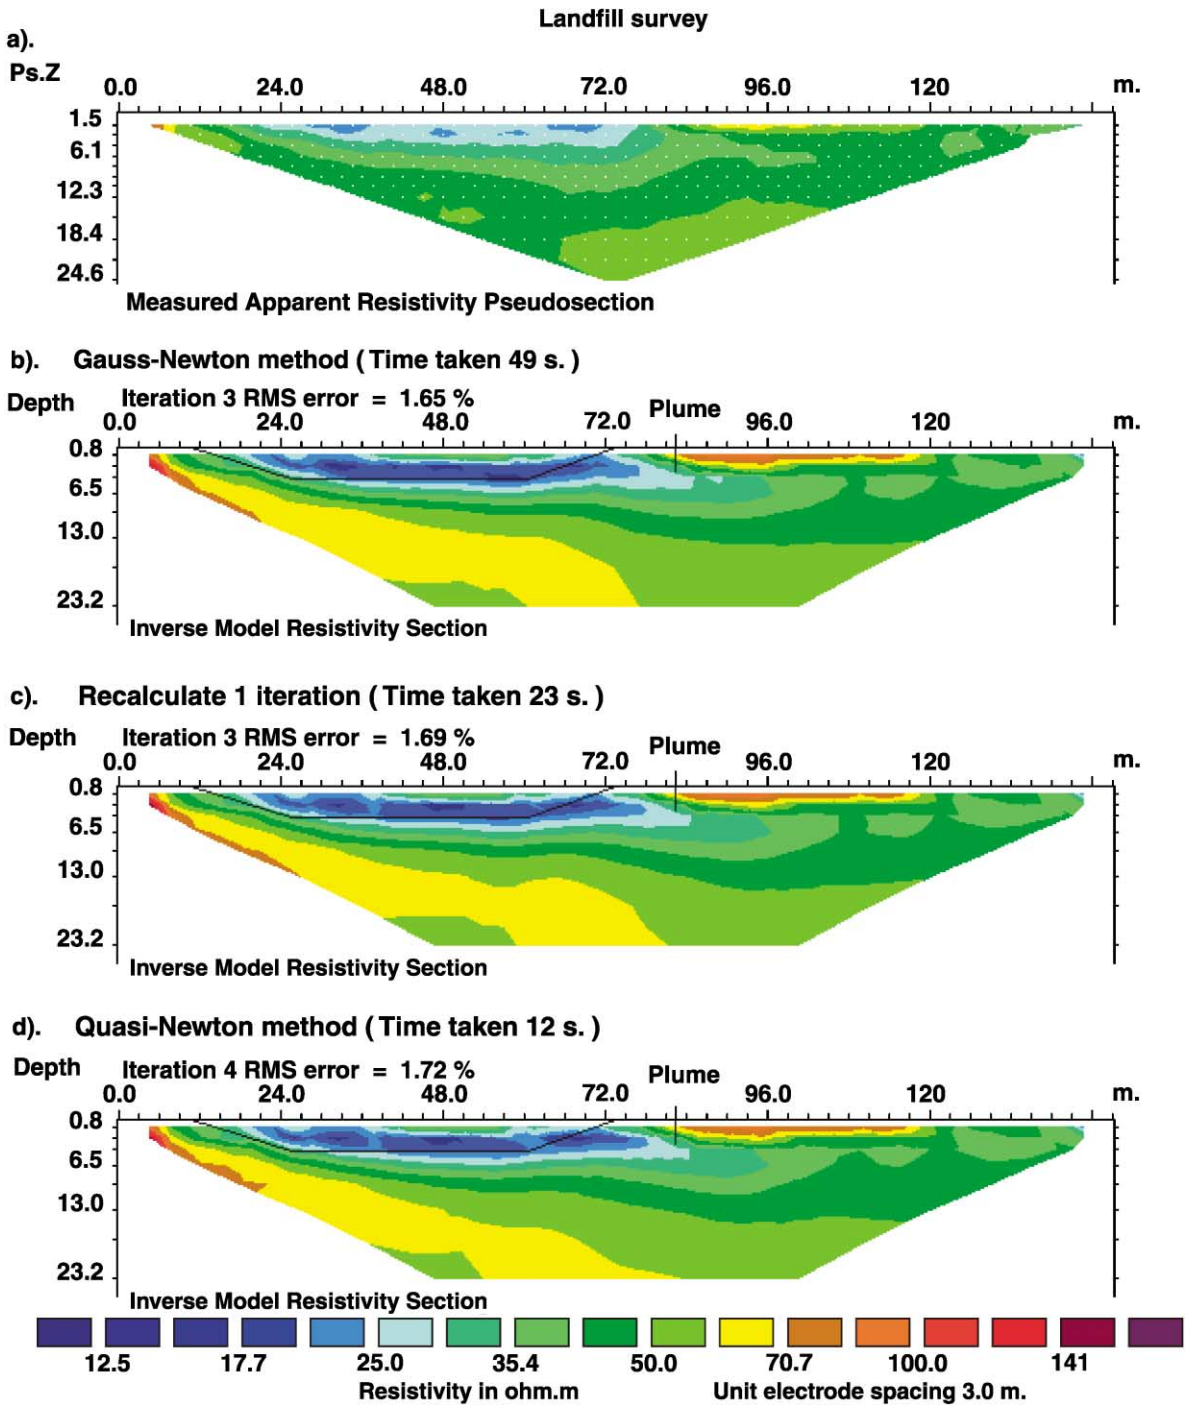 Landfill survey
a).
Ps.Z
0.0 24.0 48.0 72.0 96.0 120 m.
1.5
6.1
12.3
18.4
24.6
Measured Apparent Resistivity Pseudosection
b). Gauss-Newton method ( Time taken 49 s. )
Iteration 3 RMS error = 1.65 %
Depth
Plume
0.0 24.0 48.0 72.0 96.0 120 m.
0.8
6.5
13.0
23.2
Inverse Model Resistivity Section
c). Recalculate 1 iteration ( Time taken 23 s. )
Depth Iteration 3 RMS error = 1.69 %
Plume
0.0 24.0 48.0 72.0 96.0 120 m.
0.8
6.5
13.0
23.2
Inverse Model Resistivity Section
d). Quasi-Newton method ( Time taken 12 s. )
Depth Iteration 4 RMS error = 1.72 %
Plume
0.0 24.0 48.0 72.0 96.0 120 m.
0.8
6.5
13.0
23.2
Inverse Model Resistivity Section
12.5 17.7 25.0 35.4 50.0 70.7 100.0 141
Resistivity in ohm.m Unit electrode spacing 3.0 m.